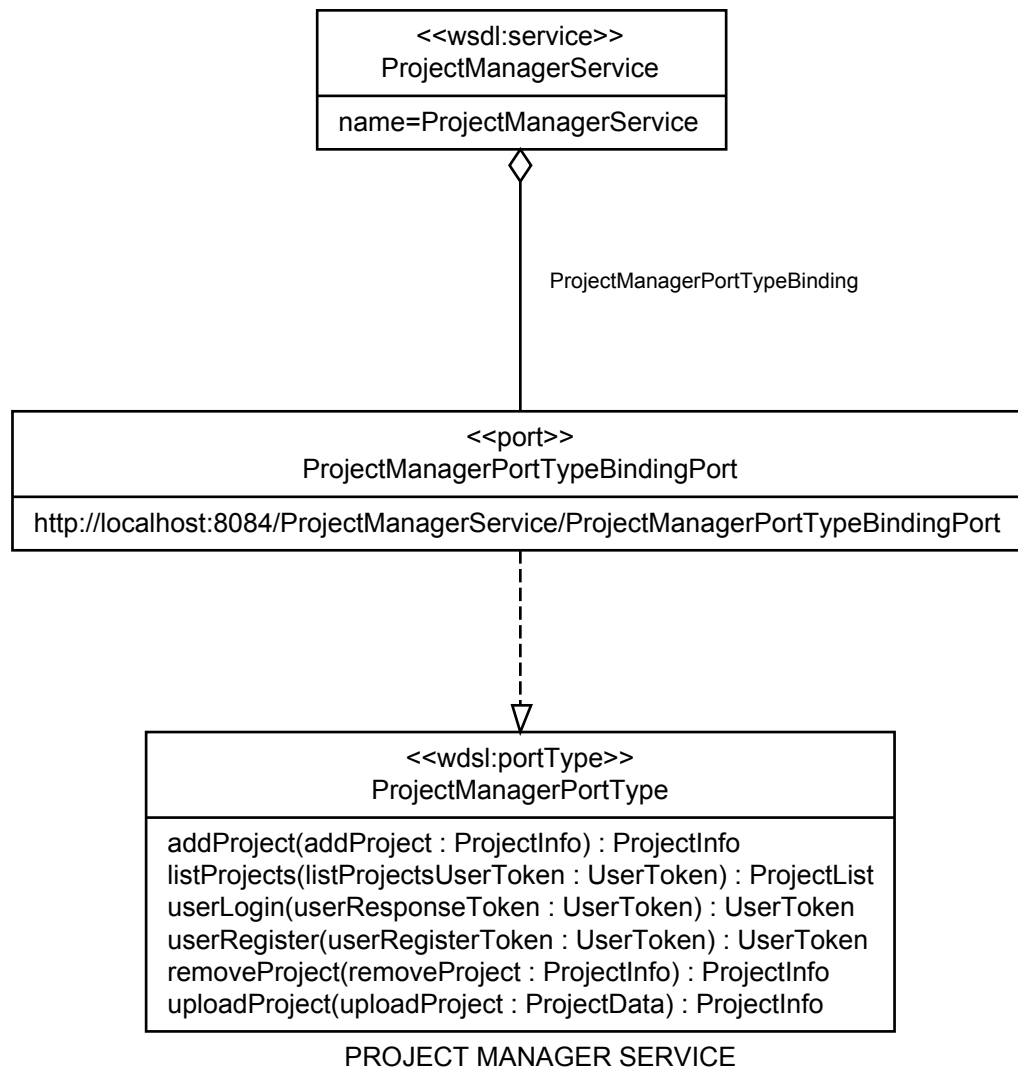 <<wsdl:service>>
ProjectManagerService
name=ProjectManagerService
ProjectManagerPortTypeBinding
<<port>>
ProjectManagerPortTypeBindingPort
http://localhost:8084/ProjectManagerService/ProjectManagerPortTypeBindingPort
<<wdsl:portType>>
ProjectManagerPortType
addProject(addProject : ProjectInfo) : ProjectInfo
listProjects(listProjectsUserToken : UserToken) : ProjectList
userLogin(userResponseToken : UserToken) : UserToken
userRegister(userRegisterToken : UserToken) : UserToken
removeProject(removeProject : ProjectInfo) : ProjectInfo
uploadProject(uploadProject : ProjectData) : ProjectInfo
PROJECT MANAGER SERVICE